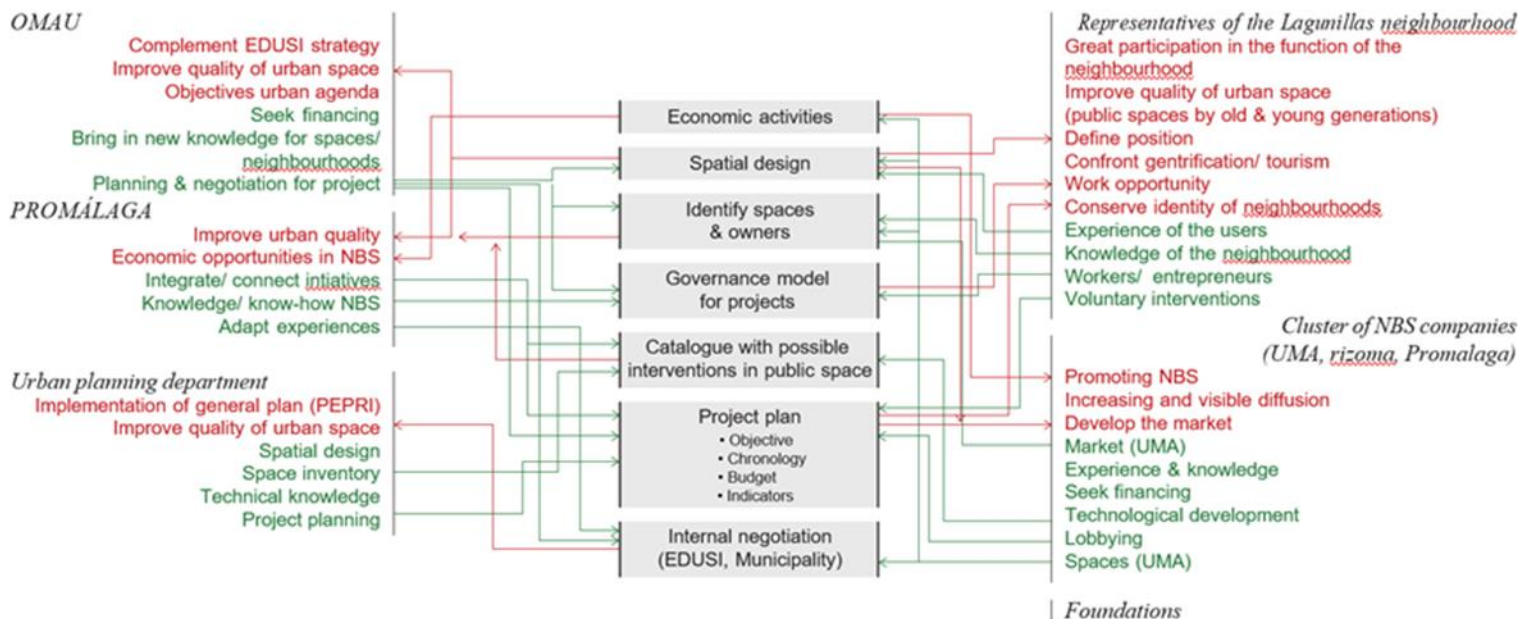 OMAU
Complement EDUSI strategy
Improve quality of urban space
Objectives urban agenda
Seek financing
Bring in new knowledge for spaces/
neighbourhoods
Planning & negotiation for project
PROMÁLAGA
Improve urban quality
Economic opportunities in NBS
Integrate/ connect intiatives
Knowledge/ know-how NBS
Adapt experiences
Urban planning department
Implementation of general plan (PEPRI)
Improve quality of urban space
Spatial design
Space inventory
Technical knowledge
Project planning
Economic activities
Spatial design
Identify spaces
& owners
Governance model
for projects
Catalogue with possible
interventions in public space
Project plan
• Objective
• Chronology
• Budget
• Indicators
Internal negotiation
(EDUSI, Municipality)
Representatives of the Lagunillas neighbourhood
Great participation in the function of the
neighbourhood
Improve quality of urban space
(public spaces by old & young generations)
Define position
Confront gentrification/ tourism
Work opportunity
Conserve identity of neighbourhoods
Experience of the users
Knowledge of the neighbourhood
Workers/ entrepreneurs
Voluntary interventions
Cluster of NBS companies
(UMA, rizoma, Promalaga)
Promoting NBS
Increasing and visible diffusion
Develop the market
Market (UMA)
Experience & knowledge
Seek financing
Technological development
Lobbying
Spaces (UMA)
Foundations